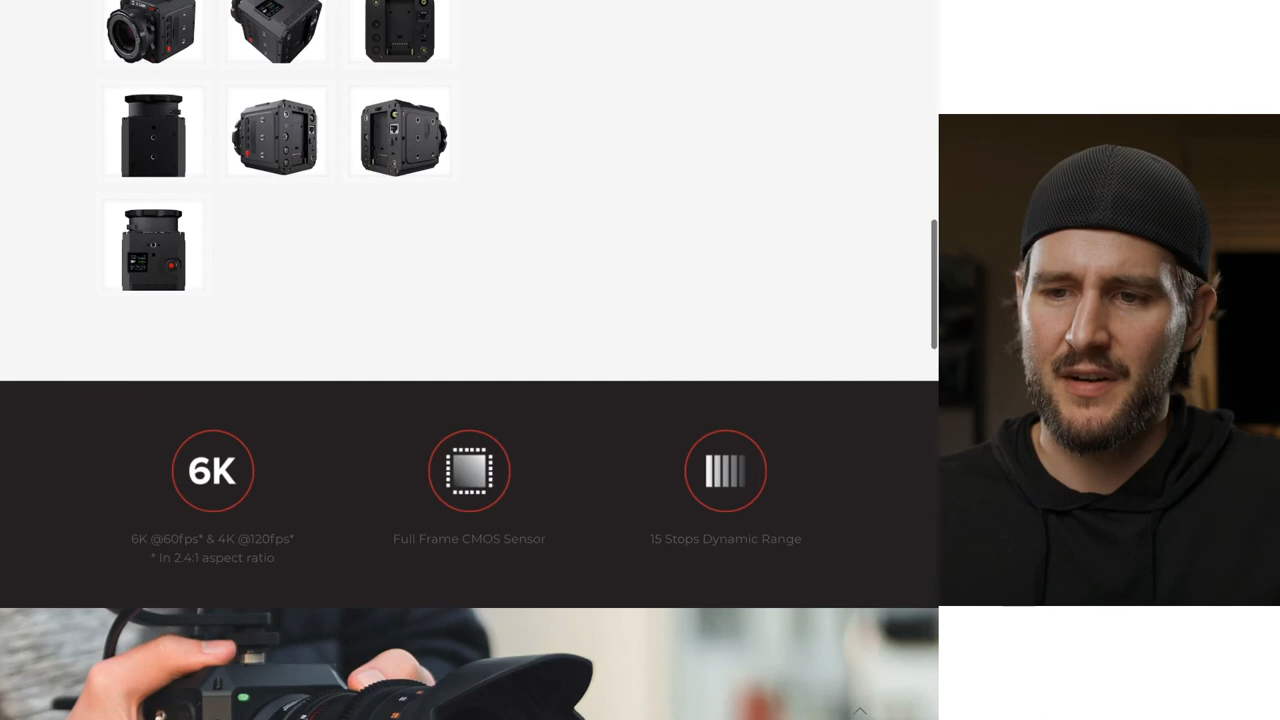 6K
6K @60fps* & 4K @120fps*
* In 2.4:1 aspect ratio
Full Frame CMOS Sensor
15 Stops Dynamic Range